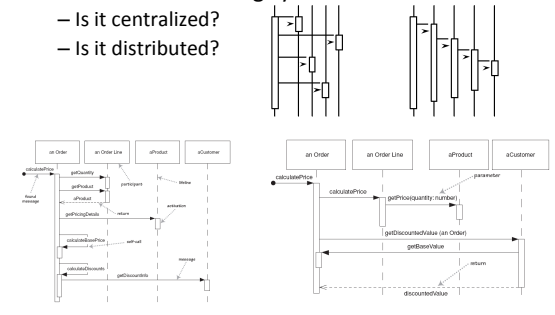 – Is it centralized?
– Is it distributed?
an Order
an Order Line
aProduct
aCustomer
calculatePrice
getQuantity
found
message
participant
lifeline
getProduct
aProduct
return
activation
getPricingDetails
calculateBasePrice
self-call
calculateDiscounts
message
getDiscountInfo
an Order
an Order Line
aProduct
aCustomer
calculatePrice
parameter
calculatePrice
getPrice(quantity: number)
getDiscountedValue (an Order)
getBaseValue
return
discountedValue